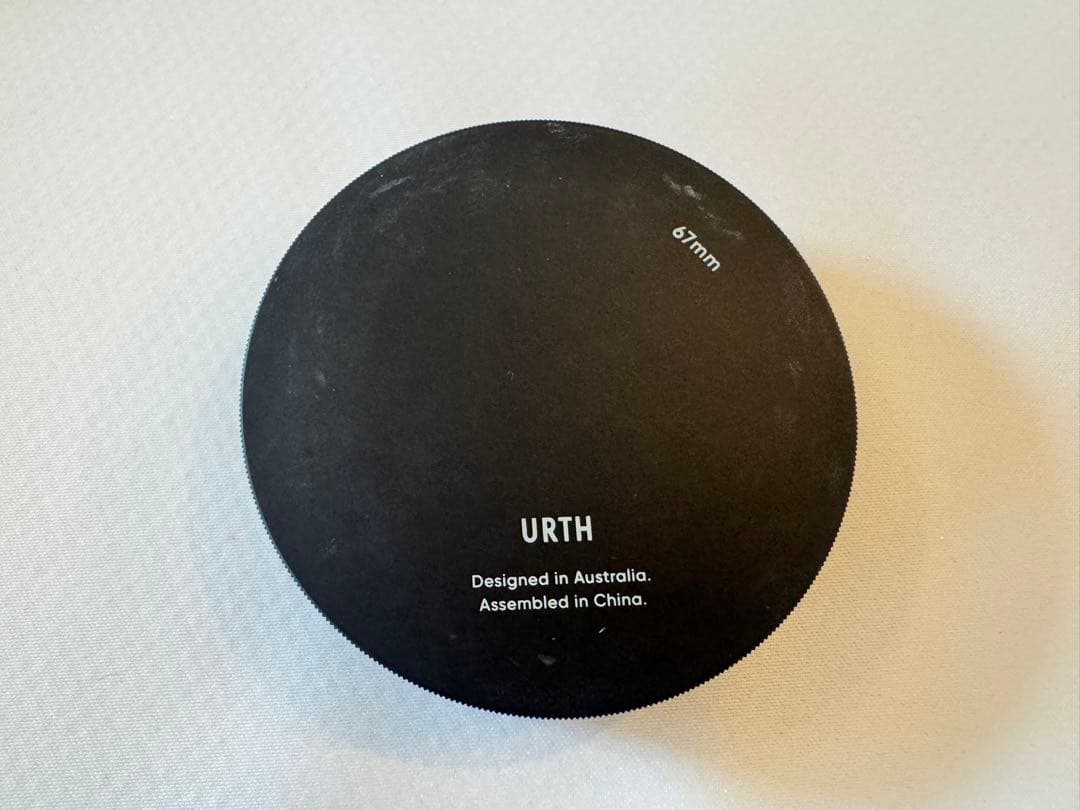 67mm
URTH
Designed in Australia.
Assembled in China.